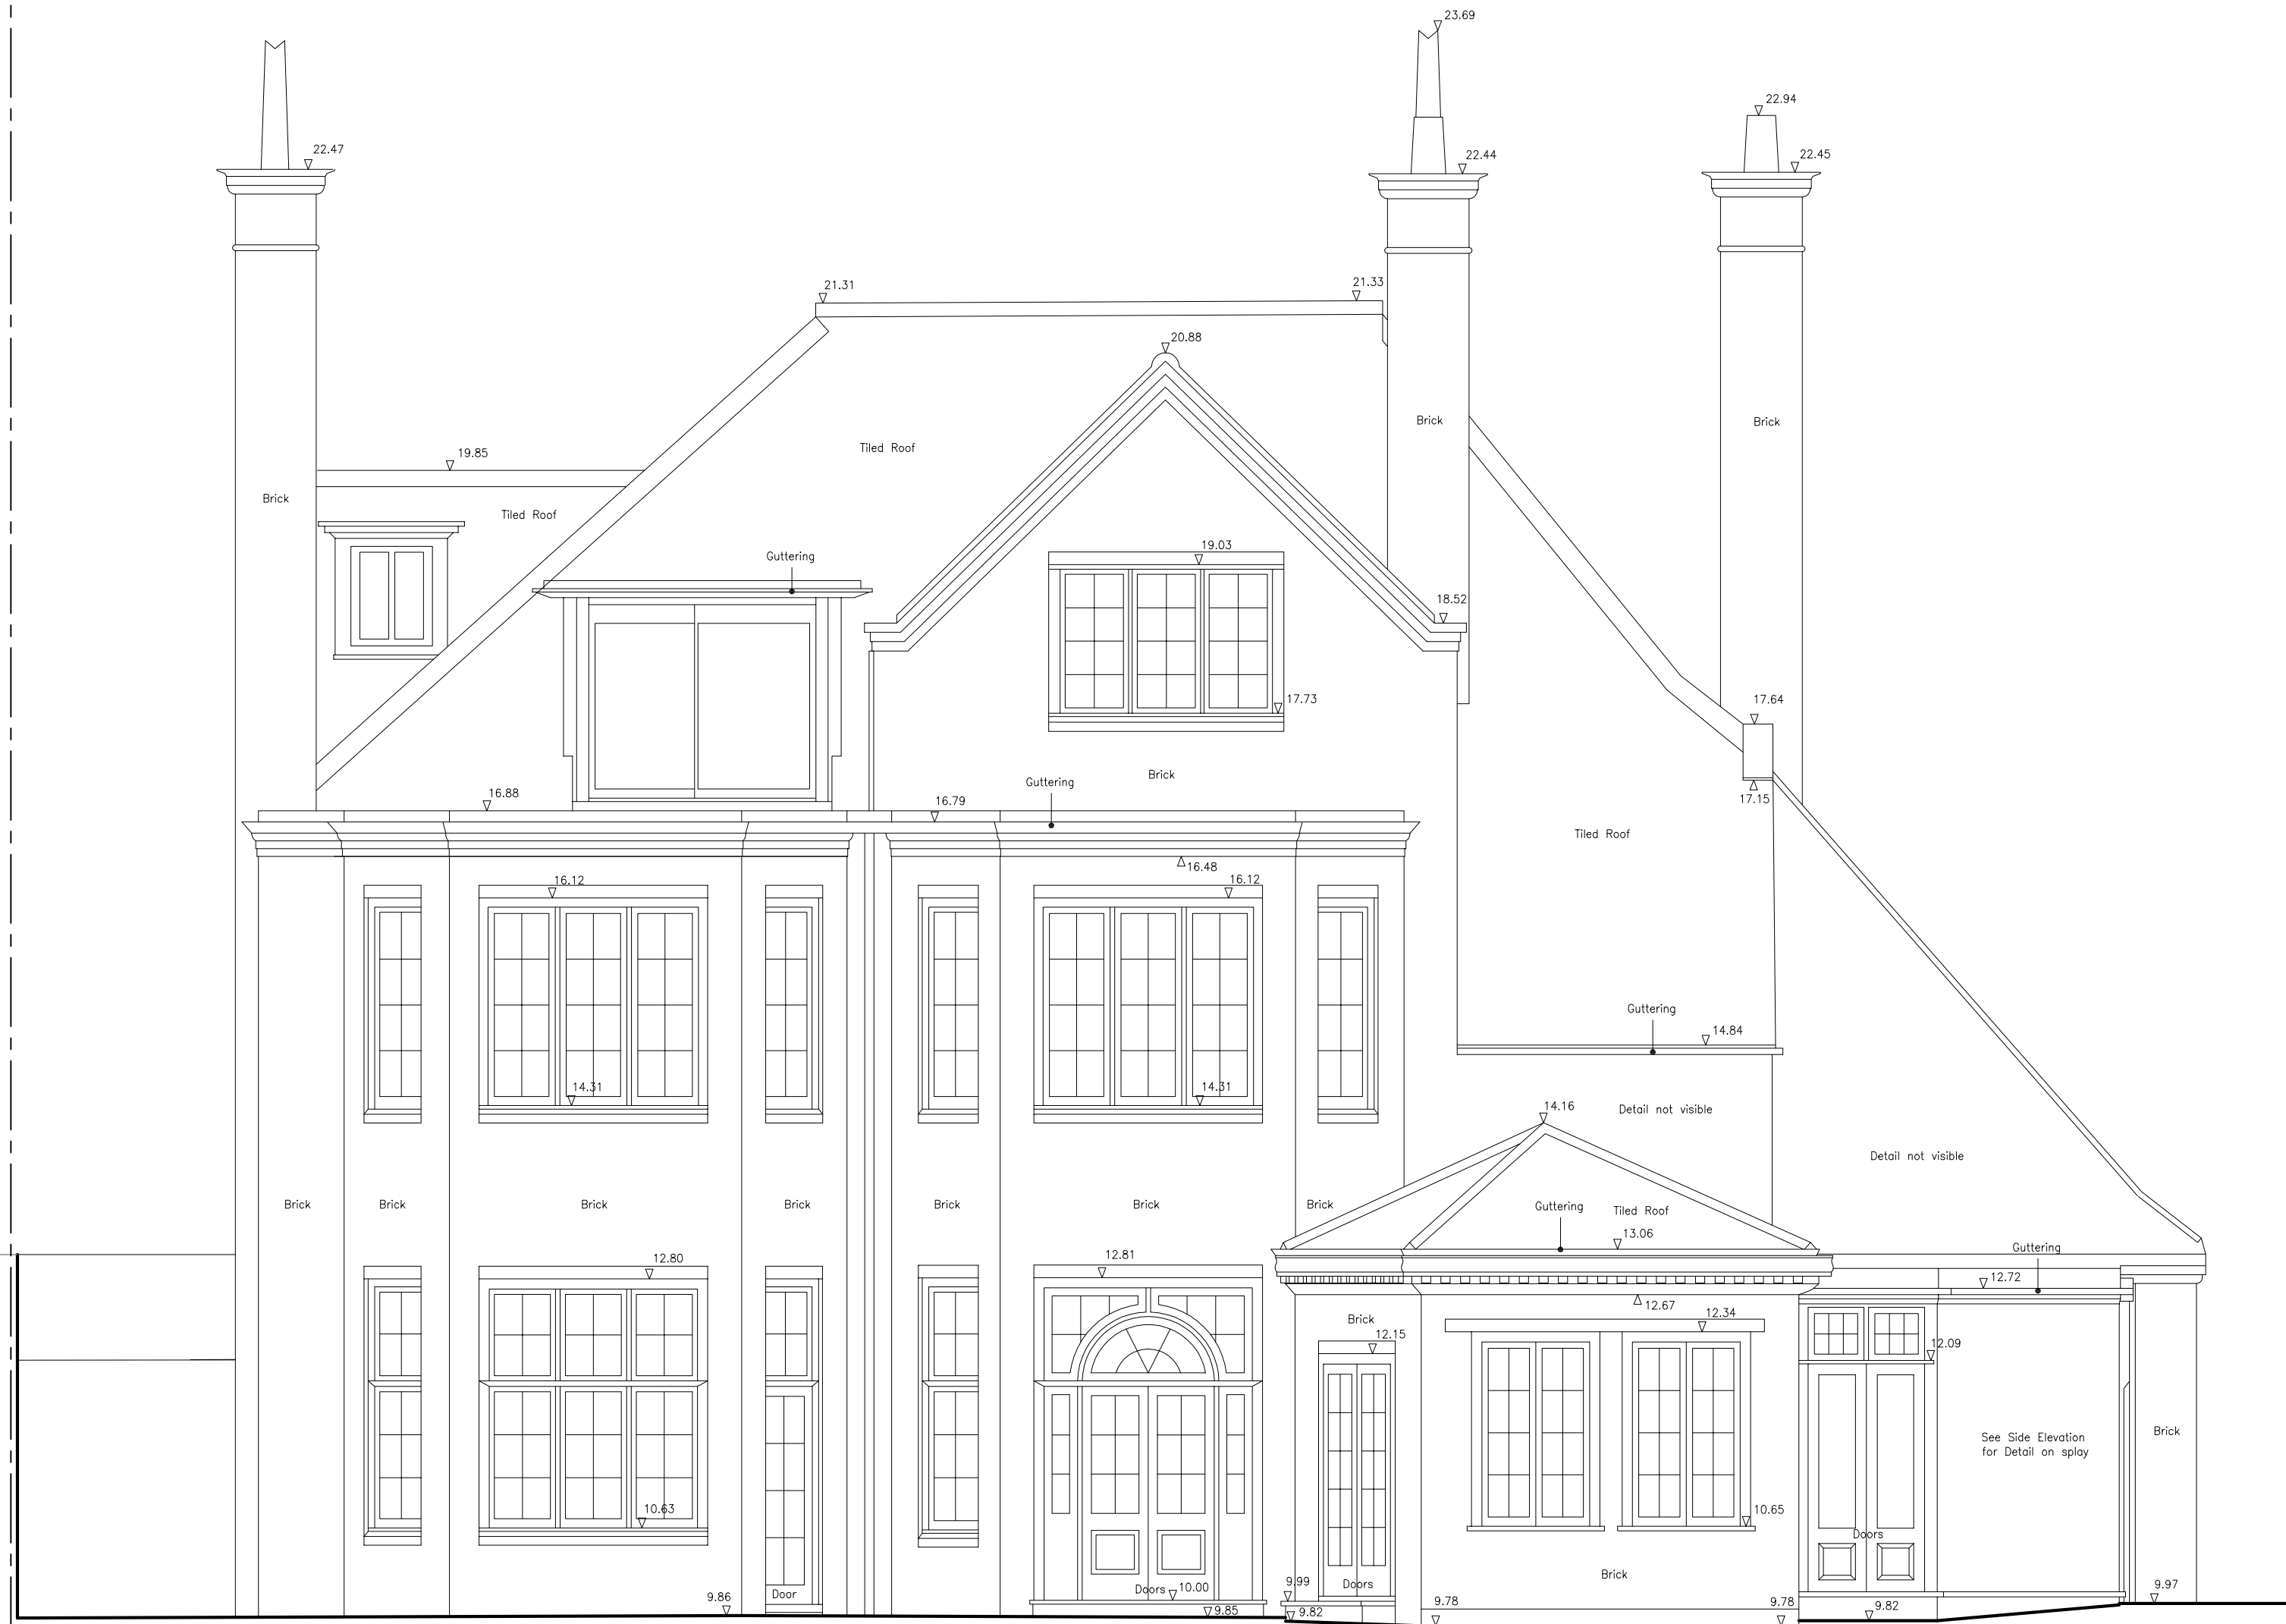 23.69
22.94
22.47
22.44
22.45
21.31
21.33
20.88
Brick
Brick
Tiled Roof
19.85
Brick
Tiled Roof
19.03
Guttering
18.52
17.73
17.64
Brick
Guttering
16.88
16.79
17.15
Tiled Roof
16.48
16.12
16.12
Guttering
14.84
14.31
14.31
14.16
Detail not visible
Detail not visible
Brick
Brick
Brick
Brick
Brick
Brick
Brick
Guttering
Tiled Roof
13.06
Guttering
12.80
12.81
12.72
12.67
12.34
Brick
12.15
12.09
See Side Elevation
for Detail on splay
Brick
10.63
10.65
Doors
Brick
9.99
Doors
Doors
10.00
Door
9.86
9.85
9.82
9.78
9.78
9.82
9.97